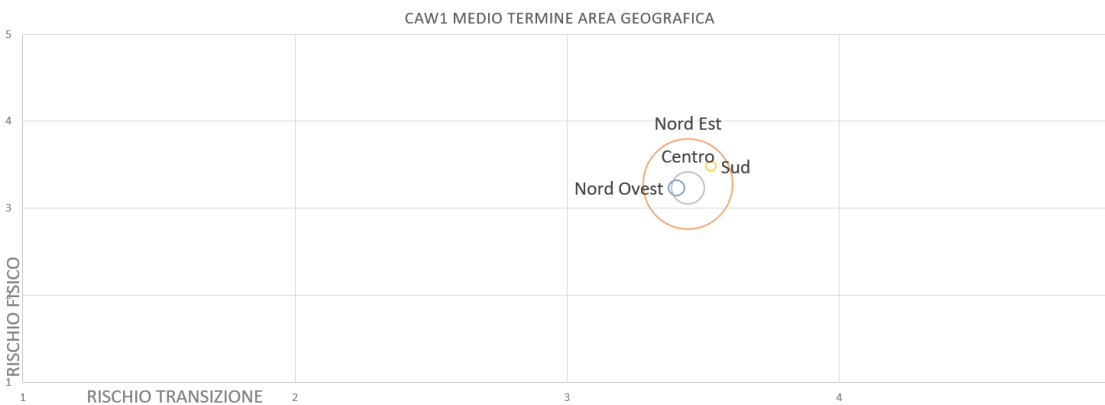 CAW1 MEDIO TERMINE AREA GEOGRAFICA
5
4
3
2
1
RISCHIO FISICO
Nord Est
Centro
Sud
Nord Ovest
1
2
3
4
RISCHIO TRANSIZIONE